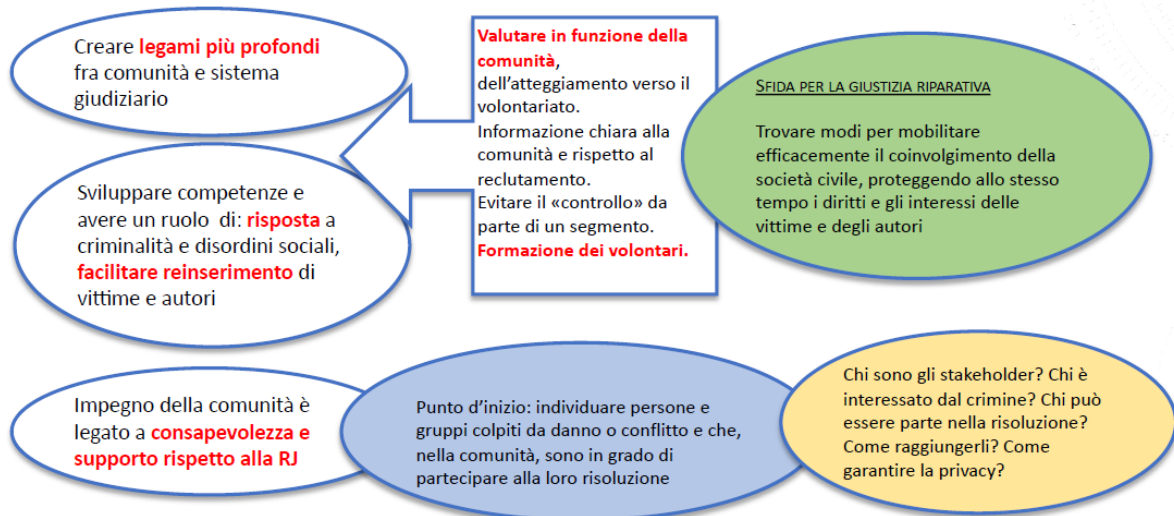 Creare legami più profondi
fra comunità e sistema
giudiziario
Sviluppare competenze e
avere un ruolo di: risposta a
criminalità e disordini sociali,
facilitare reinserimento di
vittime e autori
Valutare in funzione della
comunità,
dell'atteggiamento verso il
volontariato.
Informazione chiara alla
comunità e rispetto al
reclutamento.
Evitare il «controllo» da
parte di un segmento.
Formazione dei volontari.
SFIDA PER LA GIUSTIZIA RIPARATIVA
Trovare modi per mobilitare
efficacemente il coinvolgimento della
società civile, proteggendo allo stesso
tempo i diritti e gli interessi delle
vittime e degli autori
Impegno della comunità è
legato a consapevolezza e
supporto rispetto alla RJ
Punto d'inizio: individuare persone e
gruppi colpiti da danno o conflitto e che,
nella comunità, sono in grado di
partecipare alla loro risoluzione
Chi sono gli stakeholder? Chi è
interessato dal crimine? Chi può
essere parte nella risoluzione?
Come raggiungerli? Come
garantire la privacy?